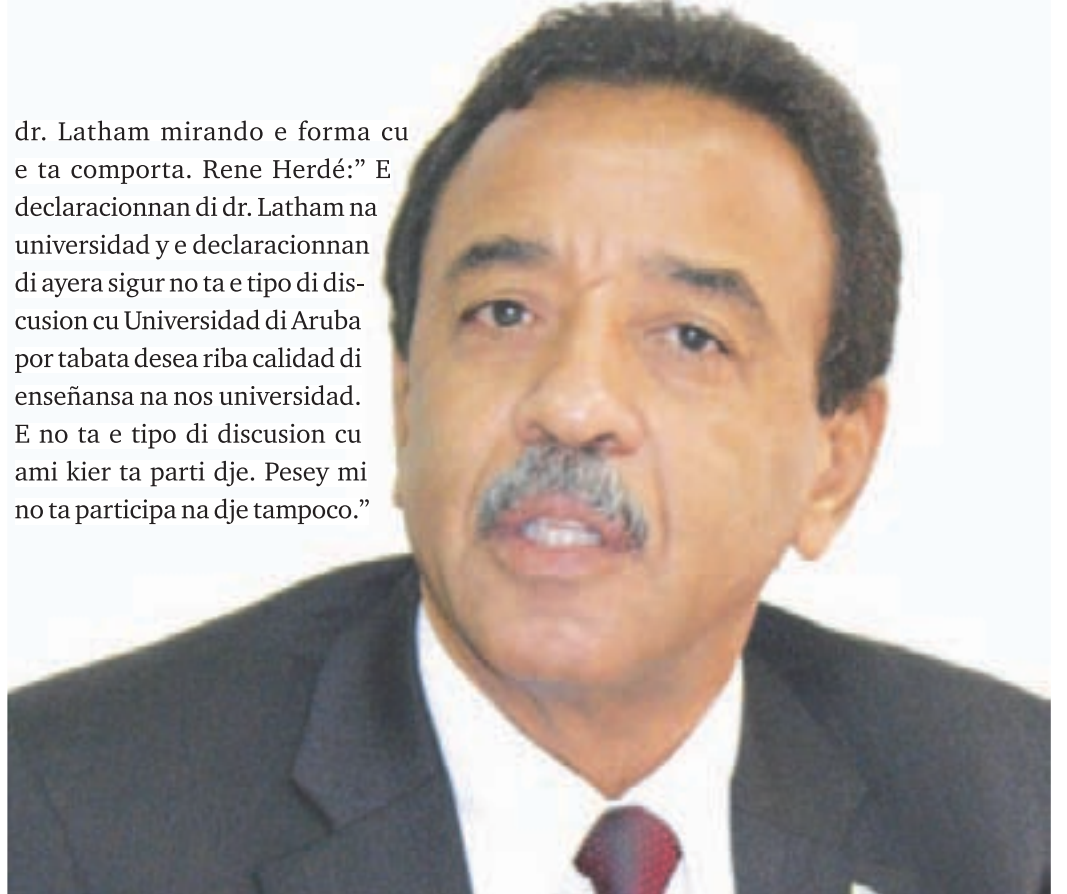 dr. Latham mirando e forma cu
e ta comporta. Rene Herdé:” E
declaracionnan di dr. Latham na
universidad y e declaracionnan
di ayera sigur no ta e tipo di dis-
cusion cu Universidad di Aruba
por tabata desea riba calidad di
enseñansa na nos universidad.
E no ta e tipo di discusion cu
ami kier ta parti dje. Pesey mi
no ta participa na dje tampoco.”